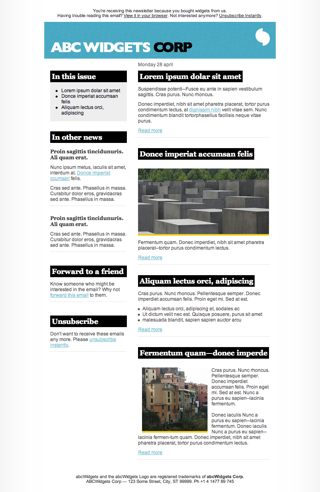 You're receiving this newsletter because you bought widgets from us.
Having trouble reading this email? View it in your browser. Not interested anymore? Unsubscribe Instantly.
ABC WIDGETS CORP
Monday 28 april
In this issue
Lorem ipsum dolor sit amet
Donec imperdiet accumsan
felis
Aliquam lectus orci,
adipiscing
In other news
Proin sagittis tincidunuris.
Ali quam erat.
Nunc ipsum metus, iaculis sit amet,
interdum at. Donec imperdiet
accumsan felis.
Cras sed ante. Phasellus in massa.
Curabitur dolor eros, gravidacras
sed ante. Phasellus in massa.
Proin sagittis tincidunuris.
Ali quam erat.
Cras sed ante. Phasellus in massa.
Curabitur dolor eros, gravidacras
sed ante. Phasellus in massa.
Forward to a friend
Know someone who might be
interested in the email? Why not
forward this email to them.
Unsubscribe
Don't want to receive these emails
any more. Please unsubscribe
instantly.
Lorem ipsum dolor sit amet
Suspendisse potenti--Fusce eu ante in sapien vestibulum
sagittis. Cras purus. Nunc rhoncus.
Donec imperdiet, nibh sit amet pharetra placerat, tortor purus
condimentum lectus, at dignissim nibh velit vitae sem. Nunc
condimentum blandit tortorphasellus facilisis neque vitae
purus.
Read more
Donec imperiat accumsan felis
Fermentum quam. Donec imperdiet, nibh sit amet pharetra
placerat--tortor purus condimentum lectus.
Read more
Aliquam lectus orci, adipiscing
Cras purus. Nunc rhoncus. Pellentesque semper. Donec
imperdiet accumsan felis. Proin eget mi. Sed at est.
Aliquam lectus orci, adipiscing et, sodales ac
Ut dictum velit nec est. Quisque posuere, purus sit amet
malesuada blandit, sapien sapien auctor arcu
Read more
Fermentum quam—donec imperde
Cras purus. Nunc rhoncus.
Pellentesque semper.
Donec imperdiet
accumsan felis. Proin eget
mi. Sed at est. Nunc a
purus eu sapien--lacinia
fermentum.
Donec iaculis Nunc a
purus eu sapien--lacinia
fermentum. Donec iaculis
Nunc a purus eu sapien--
lacinia fermen-tum quam. Donec imperdiet, nibh sit amet
pharetra placerat, tortor purus condimentum lectus.
Read more
abcWidgets and the abcWidgets Logo are registered trademarks of abcWidgets Corp.
ABCWidgets Corp — 123 Some Street, City, ST 99999. Ph +1 4 1477 89 745